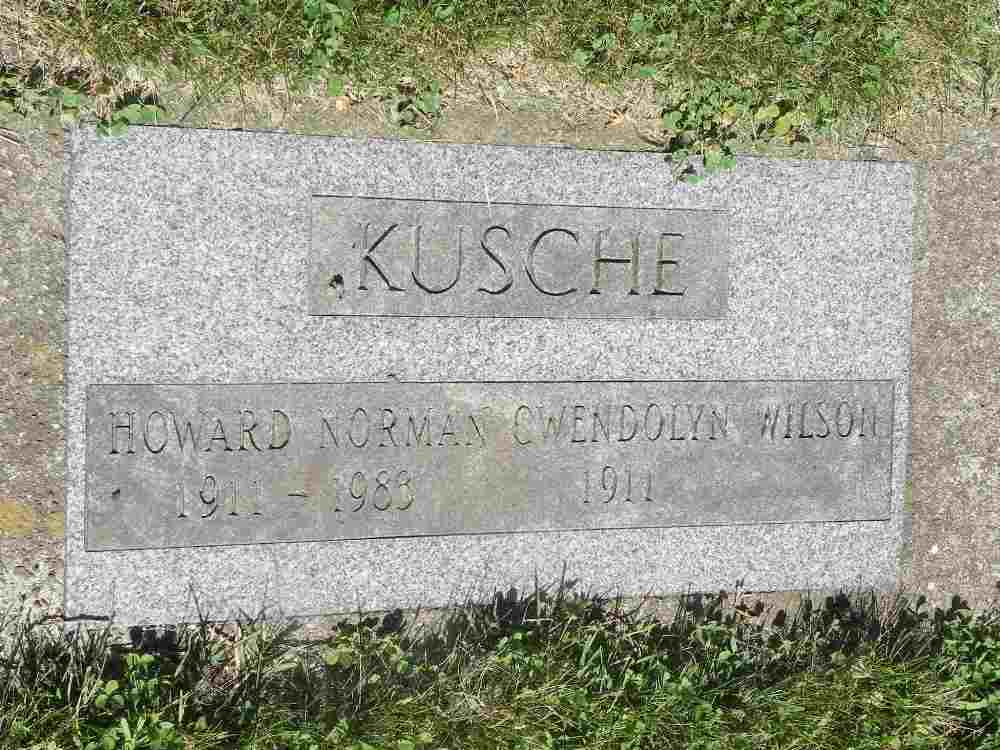 KUSCHE
HOWARD NORMAN GWENDOLYN WILSON
1911 - 1983 1911